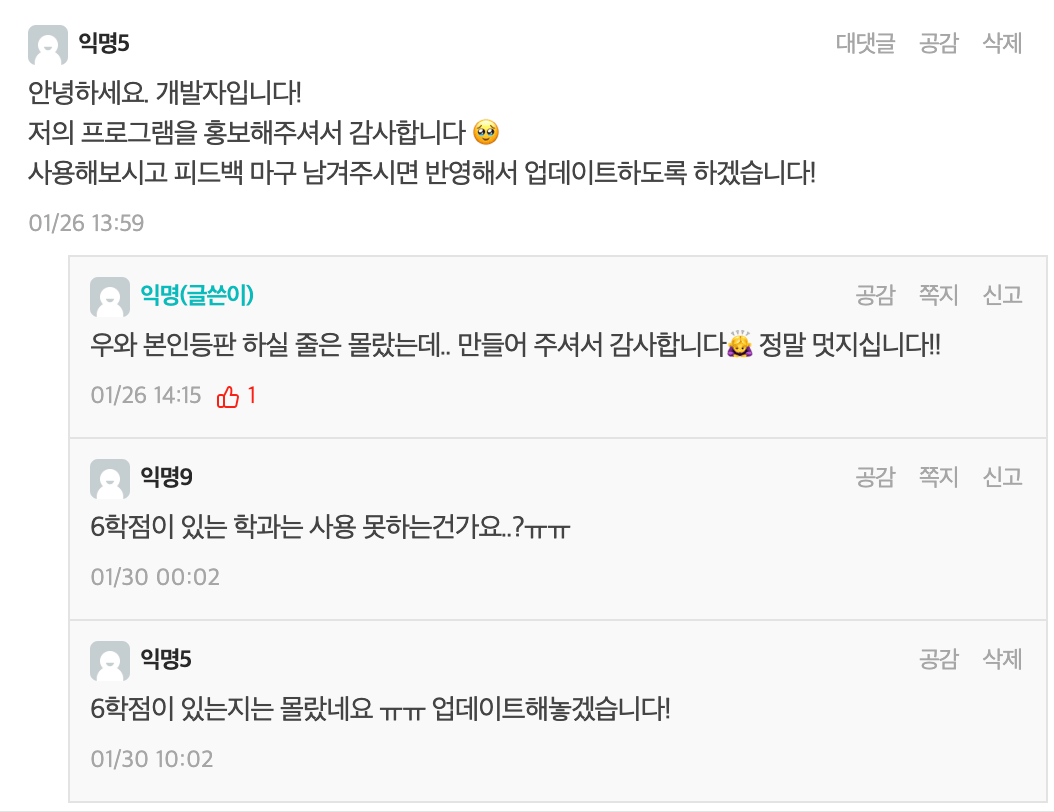 익명5
대댓글 공감 삭제
안녕하세요. 개발자입니다!
저의 프로그램을 홍보해주셔서 감사합니다 🥹
사용해보시고 피드백 마구 남겨주시면 반영해서 업데이트하도록 하겠습니다!
01/26 13:59
익명(글쓴이)
공감 쪽지 신고
우와 본인등판 하실 줄은 몰랐는데.. 만들어 주셔서 감사합니다🙇‍♀️ 정말 멋지십니다!!
01/26 14:15 1
익명9
공감 쪽지 신고
6학점이 있는 학과는 사용 못하는건가요..?ㅠㅠ
01/30 00:02
익명5
공감 삭제
6학점이 있는지는 몰랐네요 ㅠㅠ 업데이트해놓겠습니다!
01/30 10:02